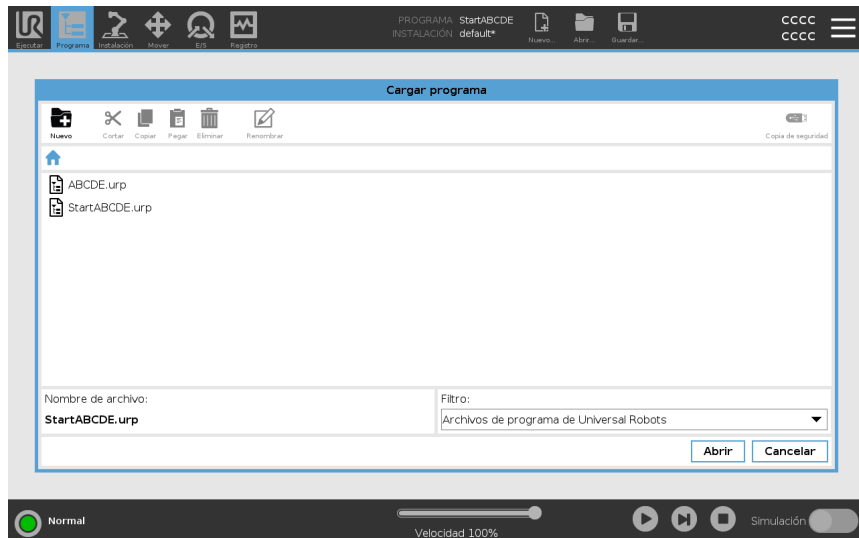 PROGRAMA StartABCDE
INSTALACIÓN default*
CCCC
CCCC
Ejecutar Programa Instalación Mover E/S Registro Nuevo... Abrir... Guardar...
Cargar programa
Nuevo Cortar Copiar Pegar Eliminar Renombrar Copia de seguridad
ABCDE.urp
StartABCDE.urp
Nombre de archivo: Filtro:
StartABCDE.urp Archivos de programa de Universal Robots
Abrir Cancelar
Normal Velocidad 100% Simulación